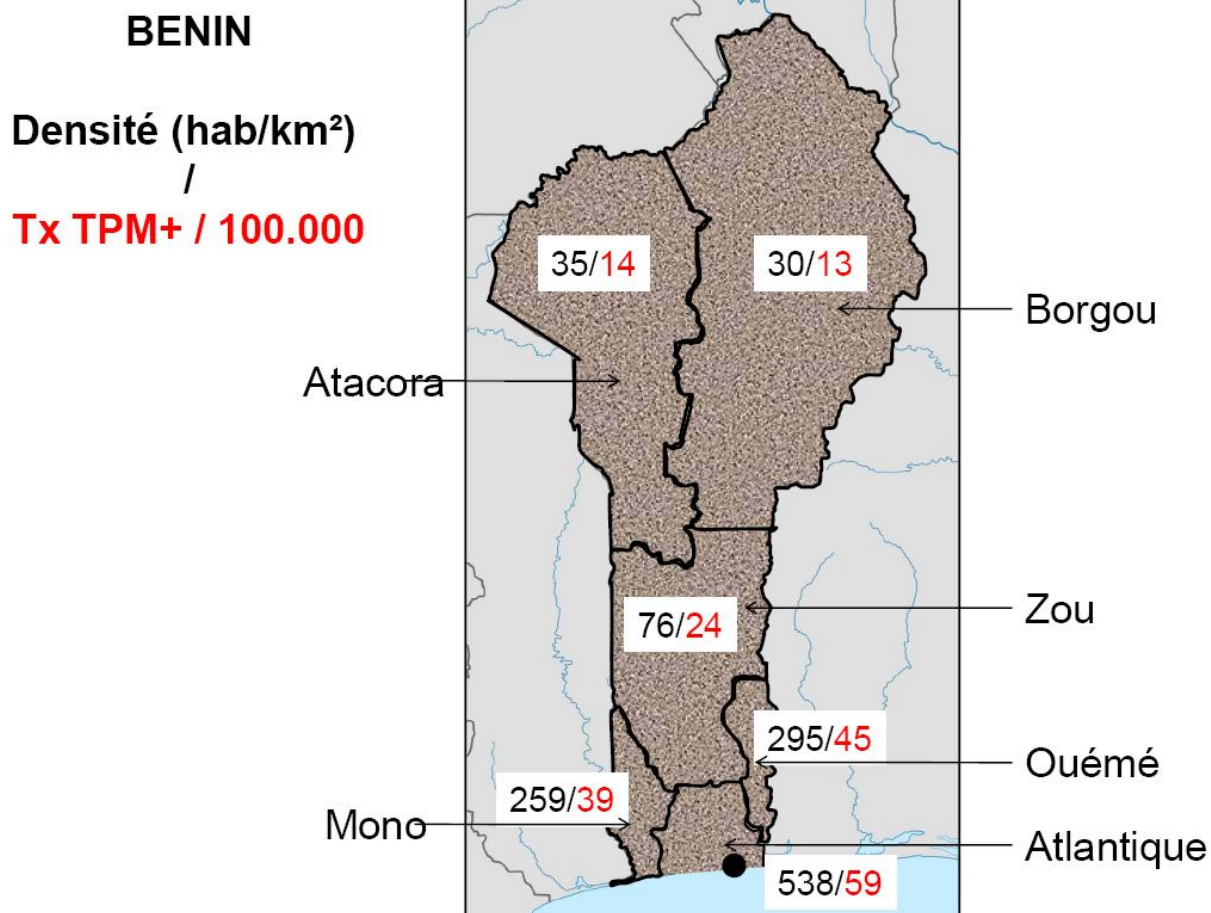 BENIN
Densité (hab/km²)
/
Tx TPM+ / 100.000
35/14
30/13
Borgou
Atacora
76/24
Zou
295/45
Ouémé
259/39
Mono
Atlantique
538/59